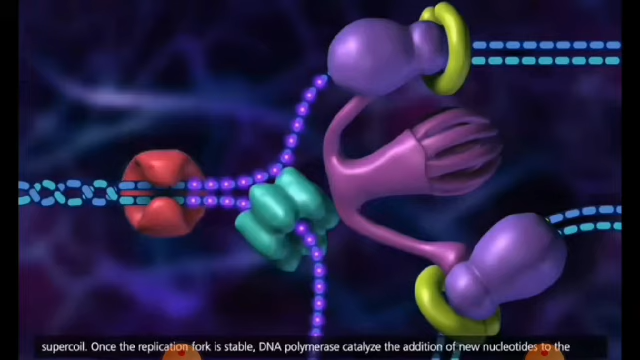 supercoil. Once the replication fork is stable, DNA polymerase catalyze the addition of new nucleotides to the